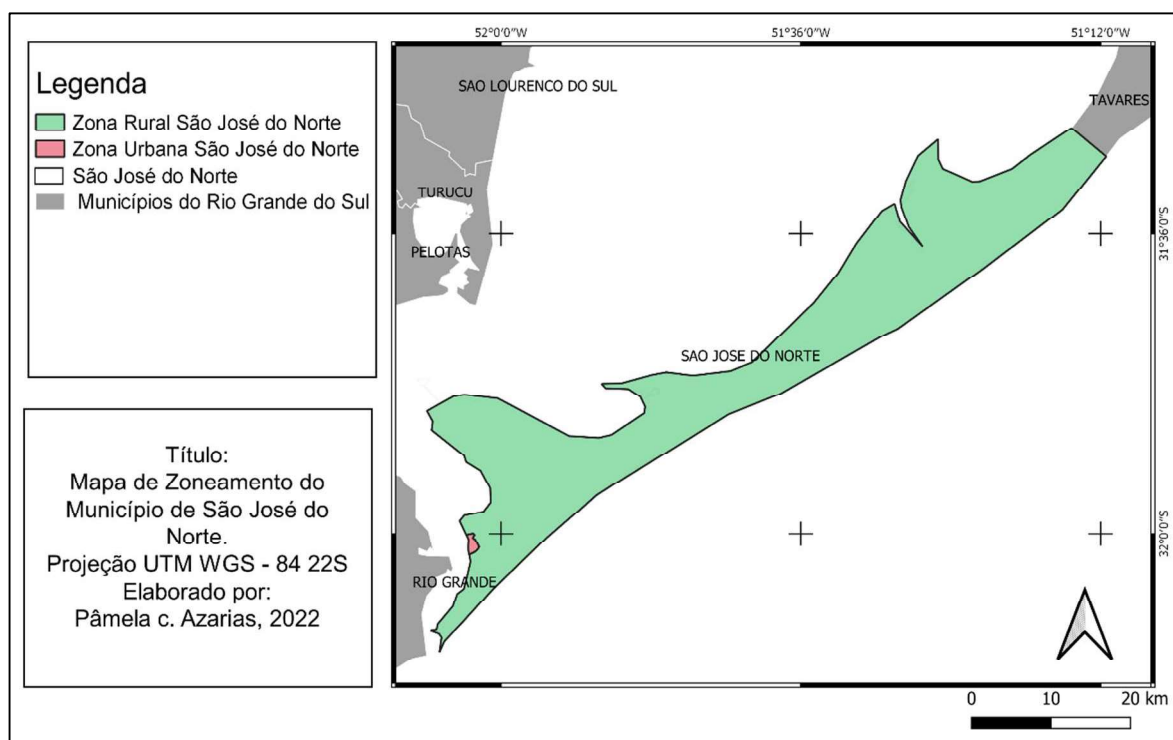 Legenda
Zona Rural São José do Norte
Zona Urbana São José do Norte
São José do Norte
Municípios do Rio Grande do Sul
Título:
Mapa de Zoneamento do
Município de São José do
Norte.
Projeção UTM WGS - 84 22S
Elaborado por:
Pâmela c. Azarias, 2022
52°0'0"W
51°36'0"W
51°12'0"W
SAO LOURENCO DO SUL
TAVARES
TURUCU
PELOTAS
31°36'0"S
SAO JOSE DO NORTE
32°0'0"S
RIO GRANDE
0 10 20 km